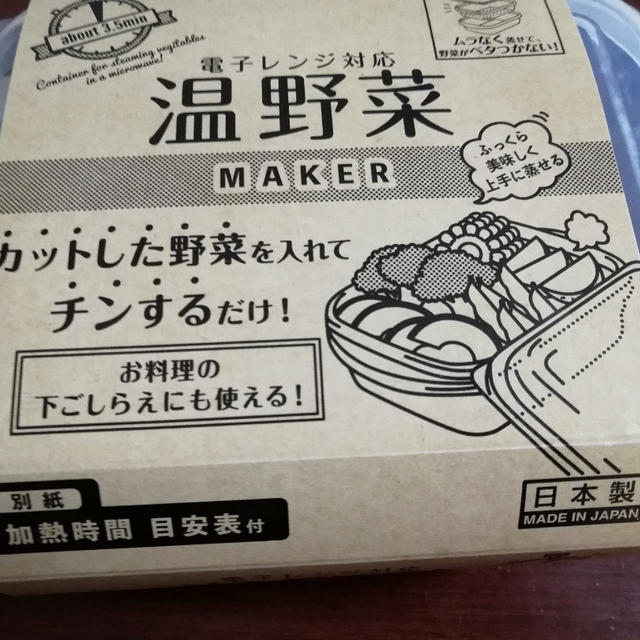 about 3.5min
Container for steaming vegetables
in a microwave!
ムラなく蒸せて、
野菜がベタつかない!
電子レンジ対応
温野菜
MAKER
ふっくら
美味しく
上手に蒸せる
カットした野菜を入れて
チンするだけ!
お料理の
下ごしらえにも使える!
別紙
加熱時間 目安表付
日本製
MADE IN JAPAN